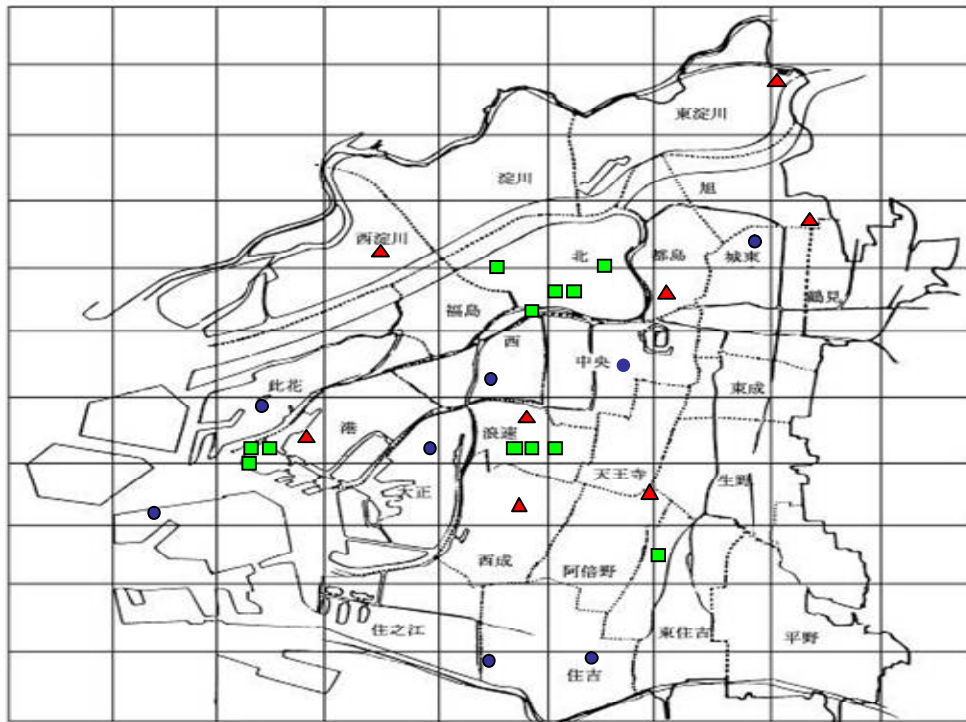 東淀川
淀川
旭
西淀川
北
都島
城東
鶴見
福島
西
中央
東成
此花
港
浪速
大正
天王寺
生野
西成
阿倍野
住之江
東住吉
平野
住吉